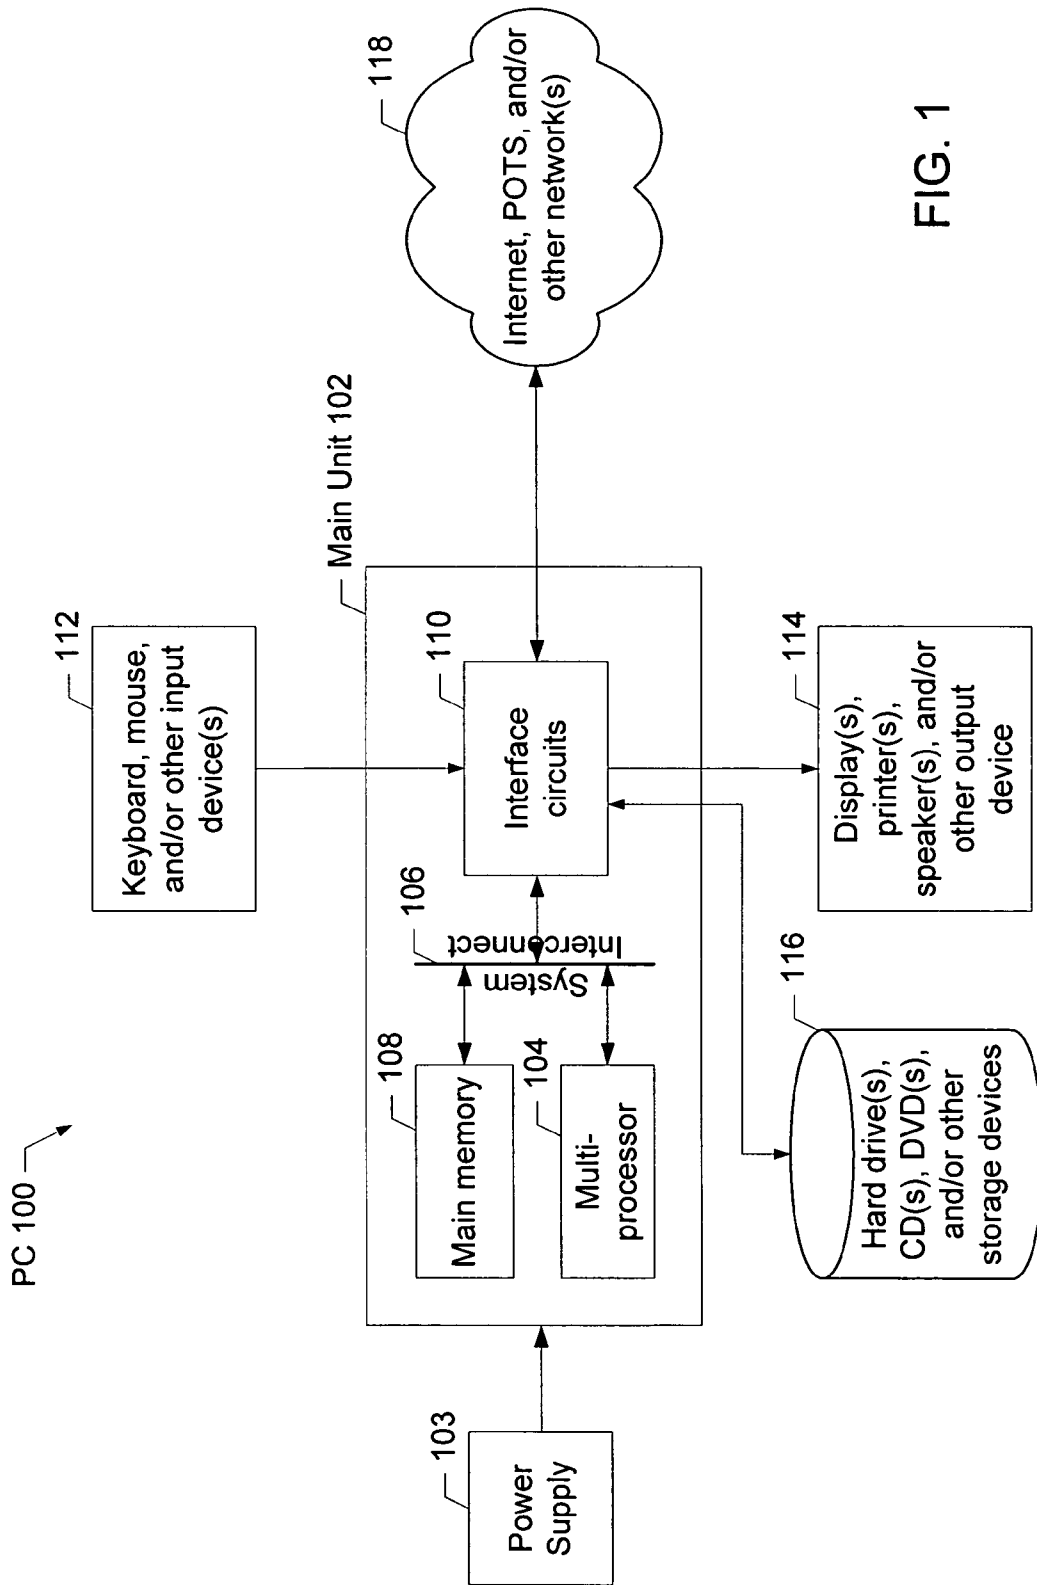 PC 100
112
Keyboard, mouse,
and/or other input
device(s)
Main Unit 102
118
Internet, POTS, and/or
other network(s)
103
Power
Supply
108
Main memory
104
Multi-
processor
106
System
Interconnect
110
Interface
circuits
116
Hard drive(s),
CD(s), DVD(s),
and/or other
storage devices
114
Display(s),
printer(s),
speaker(s), and/or
other output
device
FIG. 1